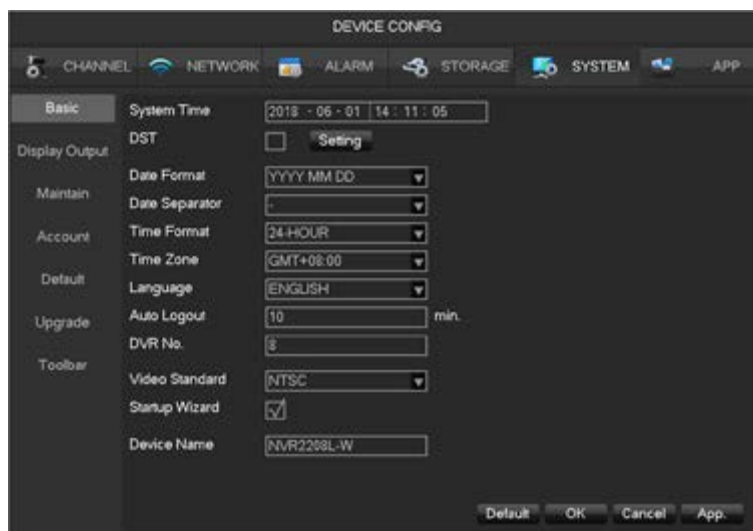 DEVICE CONFIG
CHANNEL NETWORK ALARM STORAGE SYSTEM APP
Basic
Display Output
Maintain
Account
Default
Upgrade
Toolbar
System Time 2018 - 06 - 01 14 : 11 : 05
DST Setting
Date Format YYYY MM DD
Date Separator -
Time Format 24-HOUR
Time Zone GMT+08:00
Language ENGLISH
Auto Logout 10 min.
DVR No. 8
Video Standard NTSC
Startup Wizard
Device Name NVR2208L-W
Default OK Cancel App.